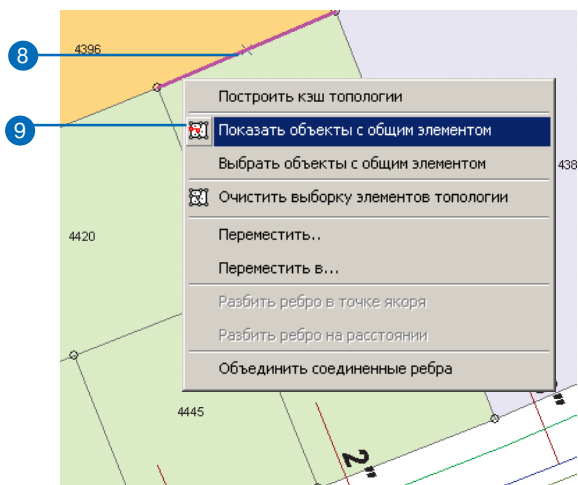 8
4396
Построить кэш топологии
9
Показать объекты с общим элементом
Выбрать объекты с общим элементом
438
Очистить выборку элементов топологии
4420
Переместить..
Переместить в...
Разбить ребро в точке якоря
Разбить ребро на расстоянии
Объединить соединенные ребра
4445
2"